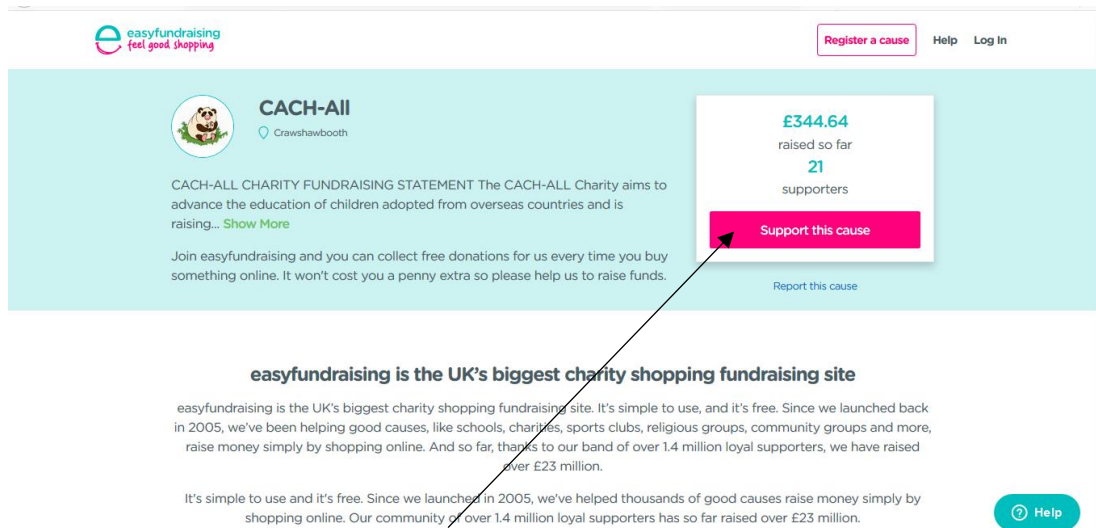 easyfundraising
feel good shopping
Register a cause
Help
Log In
CACH-All
Crawshawbooth
CACH-ALL CHARITY FUNDRAISING STATEMENT The CACH-ALL Charity aims to
advance the education of children adopted from overseas countries and is
raising... Show More
Join easyfundraising and you can collect free donations for us every time you buy
something online. It won't cost you a penny extra so please help us to raise funds.
£344.64
raised so far
21
supporters
Support this cause
Report this cause
easyfundraising is the UK's biggest charity shopping fundraising site
easyfundraising is the UK's biggest charity shopping fundraising site. It's simple to use, and it's free. Since we launched back
in 2005, we've been helping good causes, like schools, charities, sports clubs, religious groups, community groups and more,
raise money simply by shopping online. And so far, thanks to our band of over 1.4 million loyal supporters, we have raised
over £23 million.
It's simple to use and it's free. Since we launched in 2005, we've helped thousands of good causes raise money simply by
shopping online. Our community of over 1.4 million loyal supporters has so far raised over £23 million.
Help